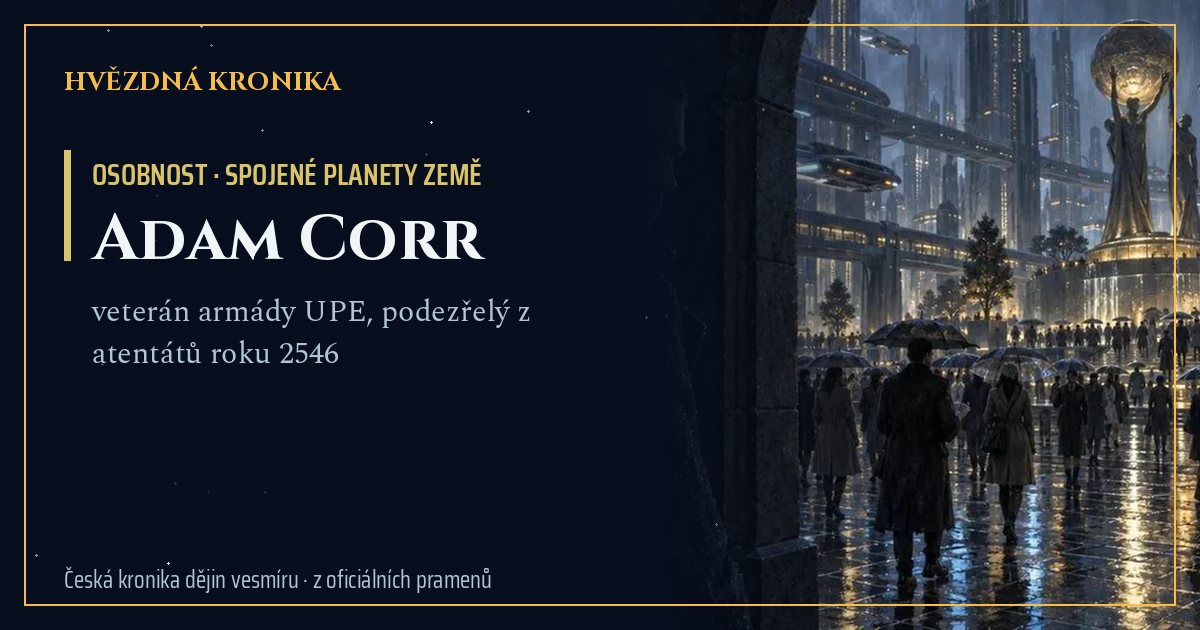 HVĚZDNÁ KRONIKA
OSOBNOST · SPOJENÉ PLANETY ZEMĚ
ADAM CORR
veterán armády UPE, podezřelý z
atentátů roku 2546
Česká kronika dějin vesmíru · z oficiálních pramenů